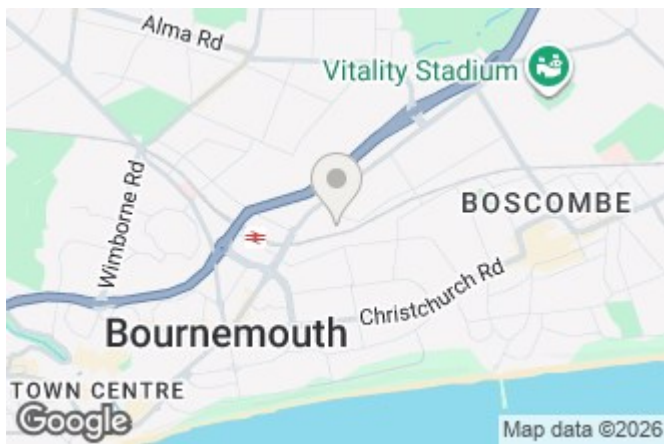 Alma Rd
Vitality Stadium
Wimborne Rd
BOSCOMBE
Christchurch Rd
Bournemouth
TOWN CENTRE
Google
Map data ©2026